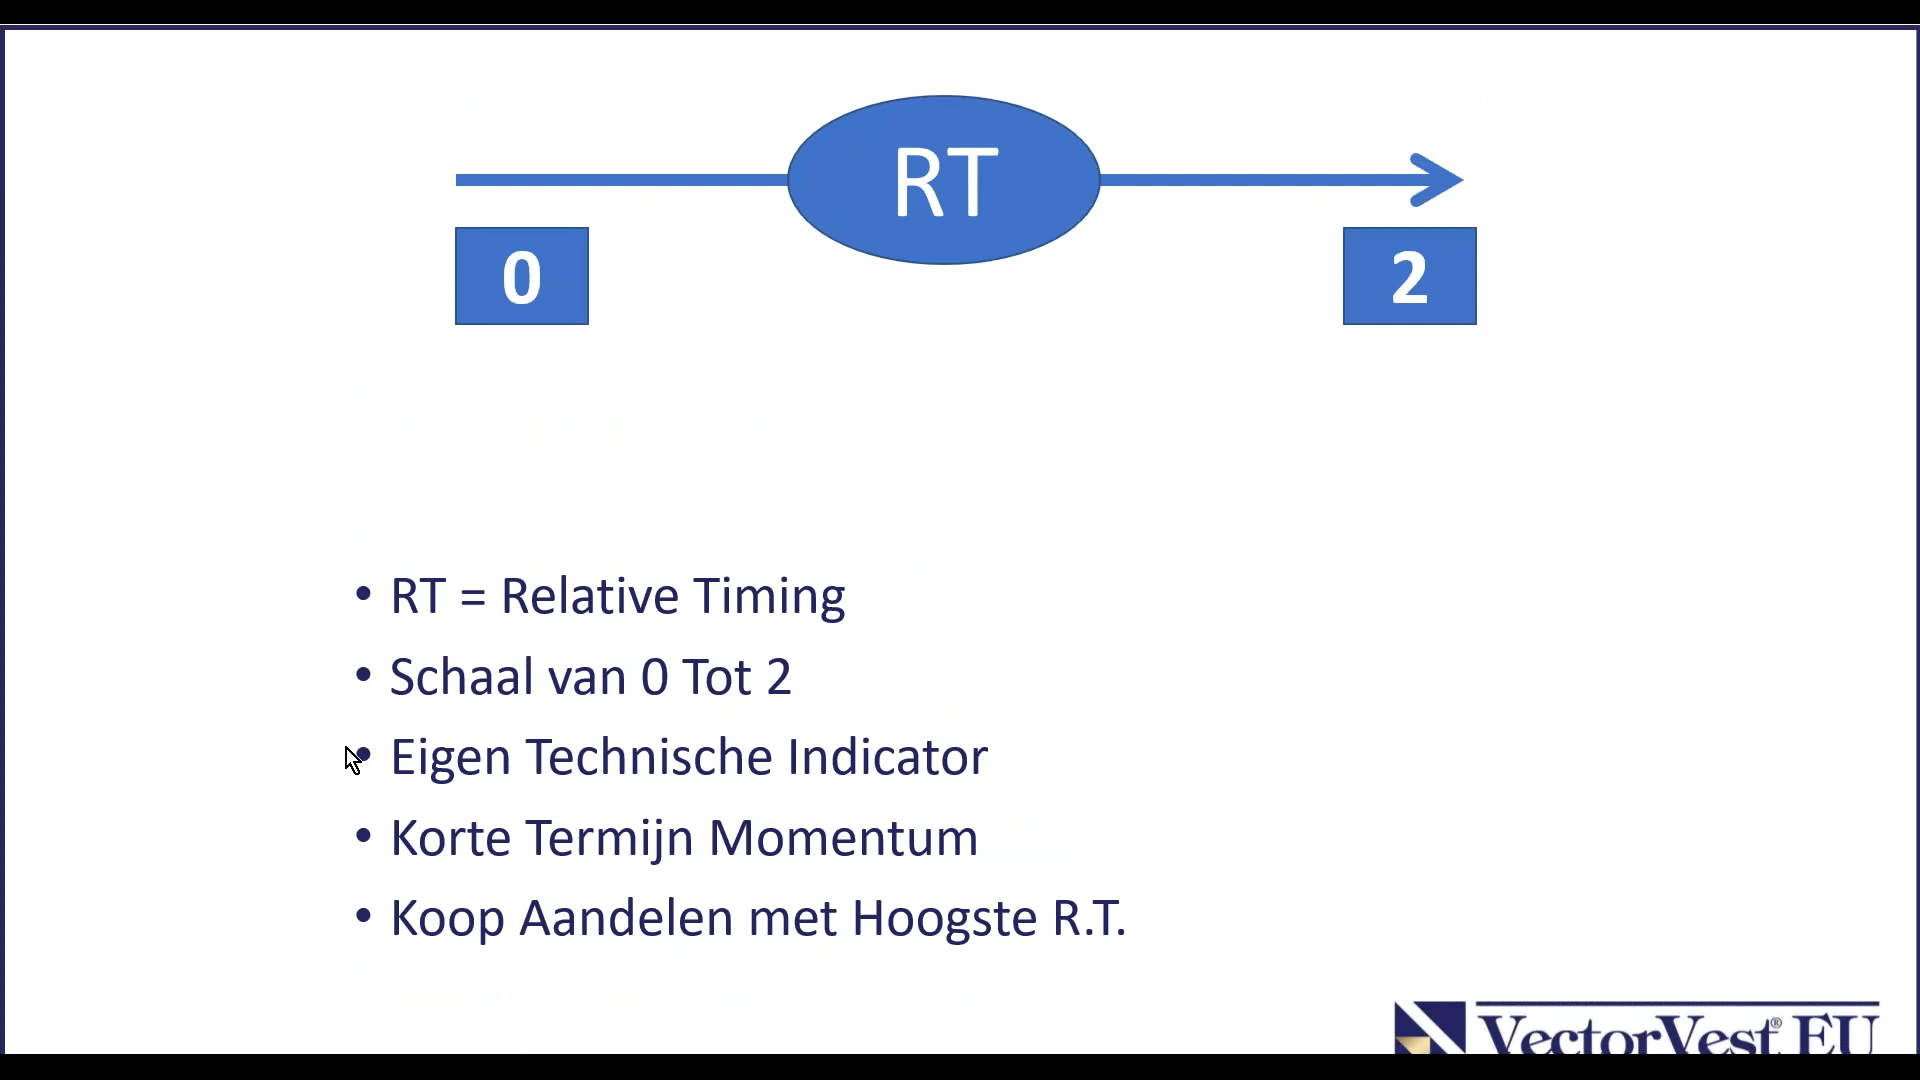 RT
0
2
• RT = Relative Timing
• Schaal van 0 Tot 2
• Eigen Technische Indicator
• Korte Termijn Momentum
• Koop Aandelen met Hoogste R.T.
VectorVest® EU